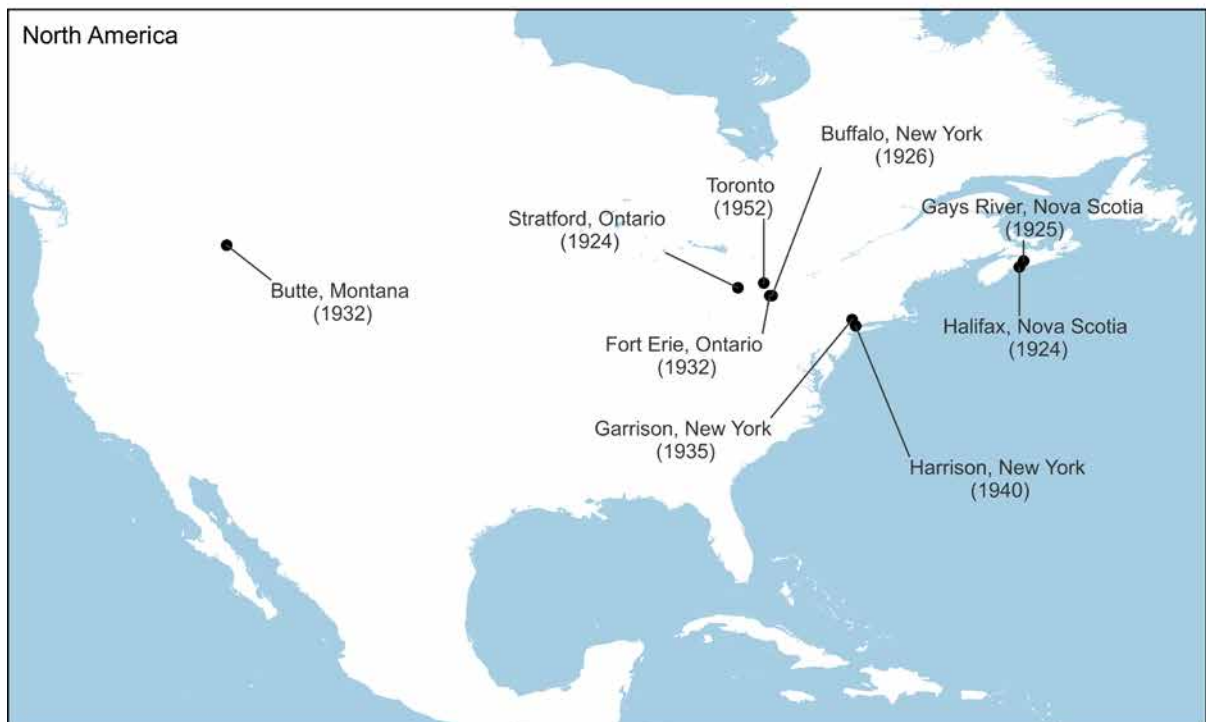 North America
Buffalo, New York
(1926)
Toronto
(1952)
Stratford, Ontario
(1924)
Gays River, Nova Scotia
(1925)
Butte, Montana
(1932)
Halifax, Nova Scotia
(1924)
Fort Erie, Ontario
(1932)
Garrison, New York
(1935)
Harrison, New York
(1940)